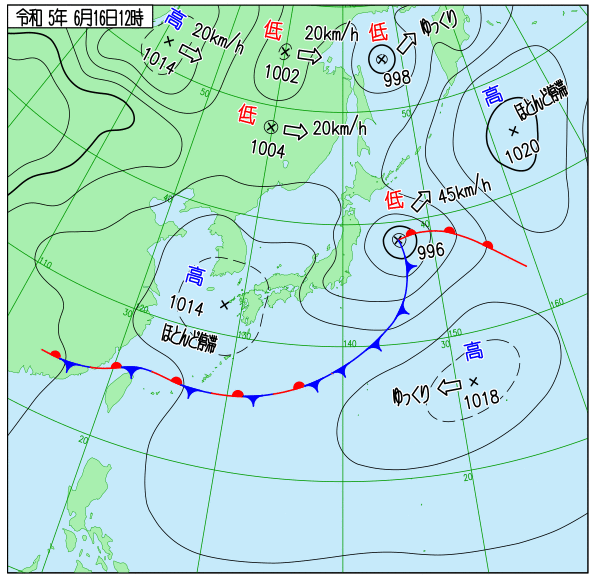 令和 5年 6月16日12時
高
20km/h
1014
低
20km/h
1002
低
ゆっくり
998
高
ほとんど停滞
1020
低
20km/h
1004
低
45km/h
996
高
1014
ほとんど停滞
高
ゆっくり
1018
50
50
40
40
110
30
120
130
140
150
30
160
20
20